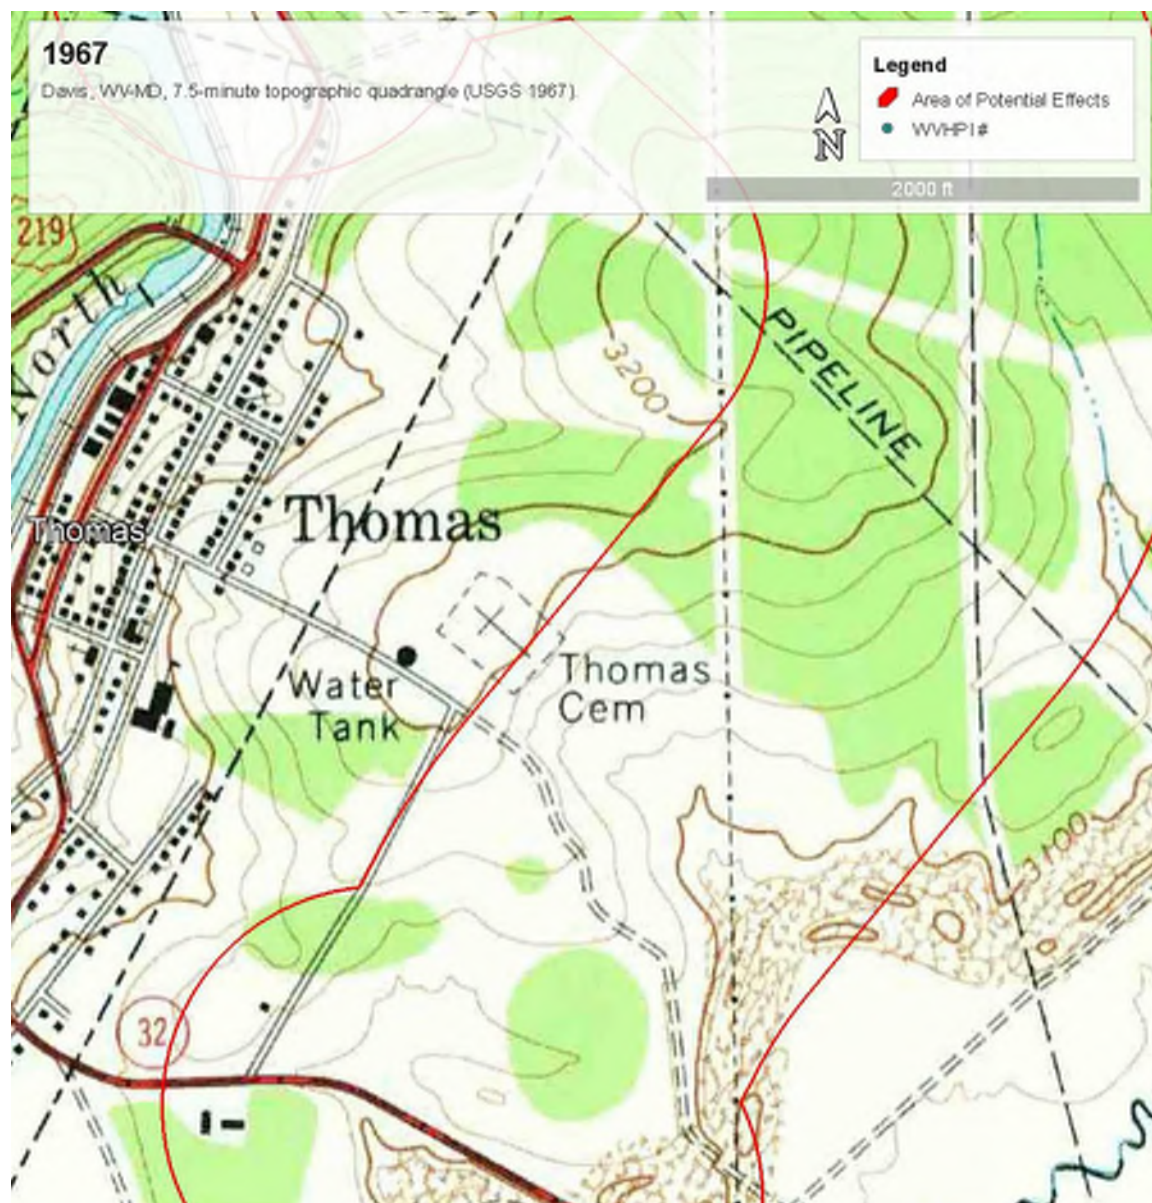 1967
Davis, WV-MD, 7.5-minute topographic quadrangle (USGS 1967).
Legend
Area of Potential Effects
WVHPI#
N
2000 ft
219
North
PIPELINE
3200
Thomas
Thomas
Water
Tank
Thomas
Cem
3100
32